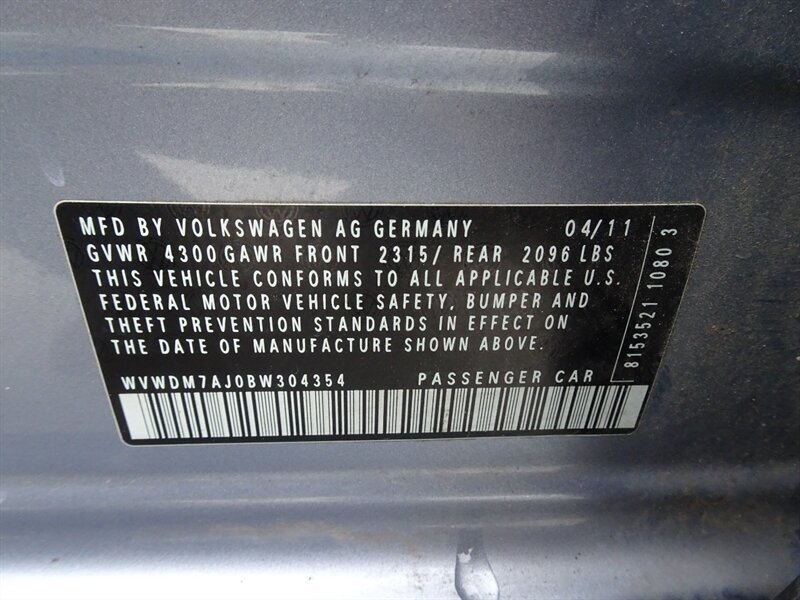 MFD BY VOLKSWAGEN AG GERMANY 04/11
GVWR 4300 GAWR FRONT 2315/ REAR 2096 LBS
THIS VEHICLE CONFORMS TO ALL APPLICABLE U.S.
FEDERAL MOTOR VEHICLE SAFETY, BUMPER AND
THEFT PREVENTION STANDARDS IN EFFECT ON
THE DATE OF MANUFACTURE SHOWN ABOVE.
WVWDM7AJ0BW304354 PASSENGER CAR
8153521 1080 3